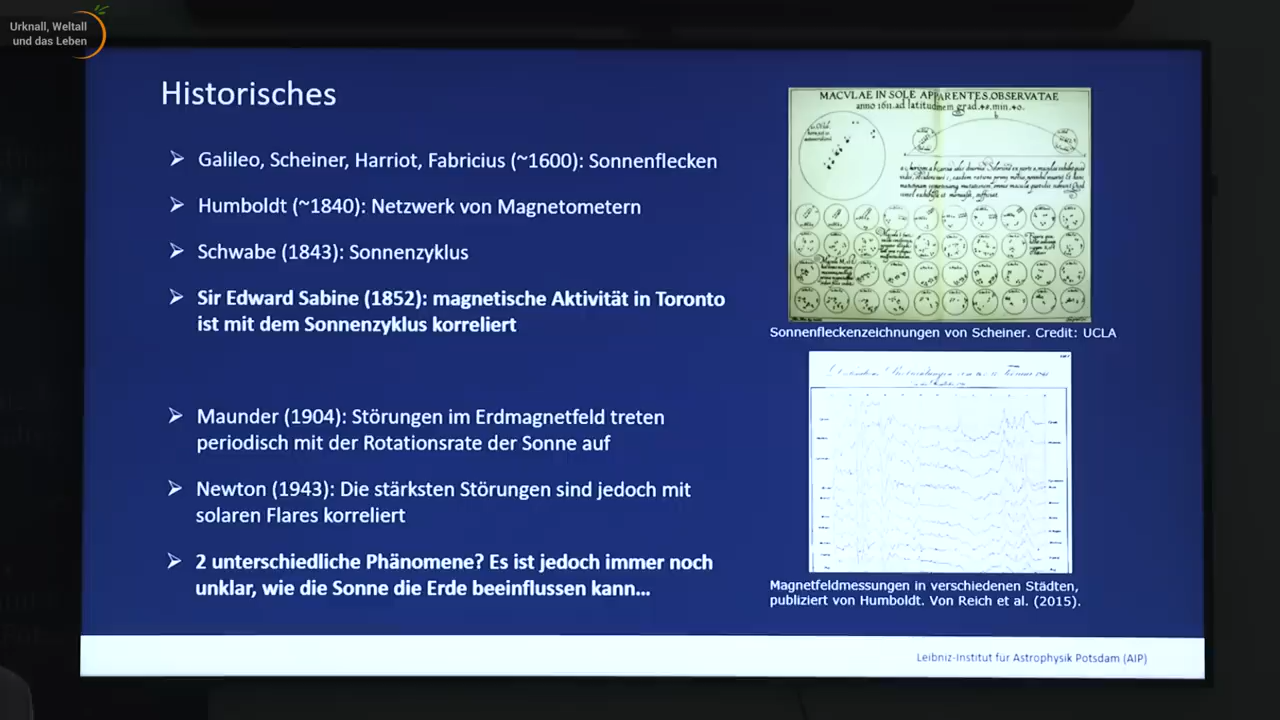 Urknall, Weltall
und das Leben
Historisches
➢ Galileo, Scheiner, Harriot, Fabricius (~1600): Sonnenflecken
➢ Humboldt (~1840): Netzwerk von Magnetometern
➢ Schwabe (1843): Sonnenzyklus
➢ Sir Edward Sabine (1852): magnetische Aktivität in Toronto
ist mit dem Sonnenzyklus korreliert
➢ Maunder (1904): Störungen im Erdmagnetfeld treten
periodisch mit der Rotationsrate der Sonne auf
➢ Newton (1943): Die stärksten Störungen sind jedoch mit
solaren Flares korreliert
➢ 2 unterschiedliche Phänomene? Es ist jedoch immer noch
unklar, wie die Sonne die Erde beeinflussen kann...
MACVLAE IN SOLE APPARENTES, OBSERVATAE
anno 1611. ad latitudinem grad. 48. min. 40.
Sonnenfleckenzeichnungen von Scheiner. Credit: UCLA
Magnetfeldmessungen in verschiedenen Städten,
publiziert von Humboldt. Von Reich et al. (2015).
Leibniz-Institut für Astrophysik Potsdam (AIP)